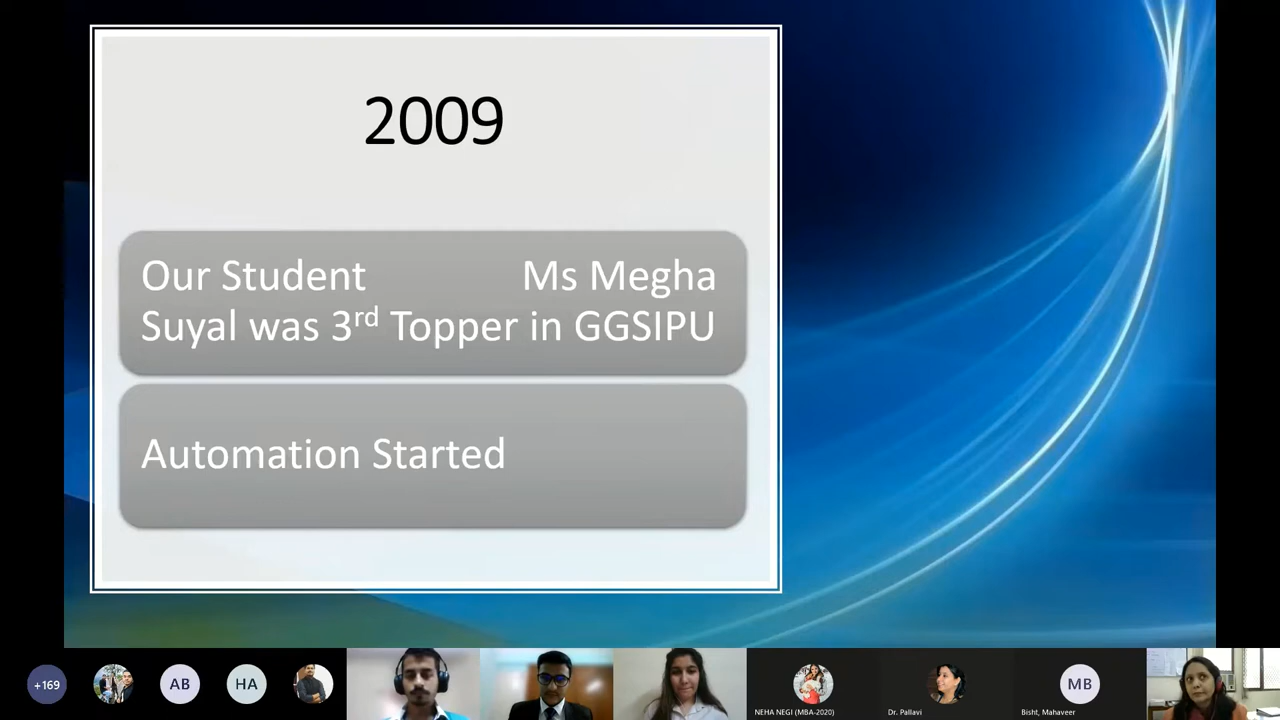 2009
Our Student Ms Megha
Suyal was 3rd Topper in GGSIPU
Automation Started
+169
AB
HA
NEHA NEGI (MBA-2020)
Dr. Pallavi
MB
Bisht, Mahaveer